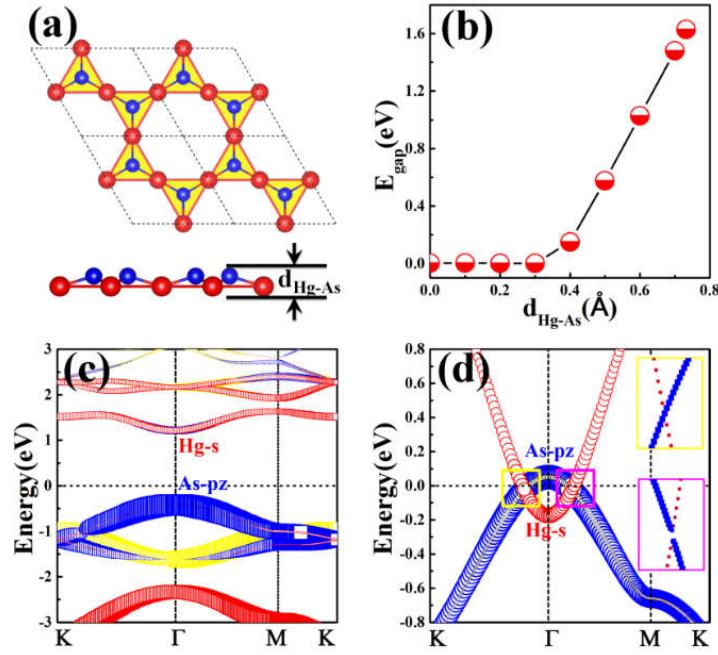 (a)
d Hg-As
(b)
E gap (eV)
1.6
1.2
0.8
0.4
0.0
0.0 0.2 0.4 0.6 0.8
d Hg-As (Å)
(c)
Energy(eV)
3
2
1
0
-1
-2
-3
Hg-s
As-pz
K Γ M K
(d)
Energy(eV)
0.8
0.6
0.4
0.2
0.0
-0.2
-0.4
-0.6
-0.8
As-pz
Hg-s
K Γ M K